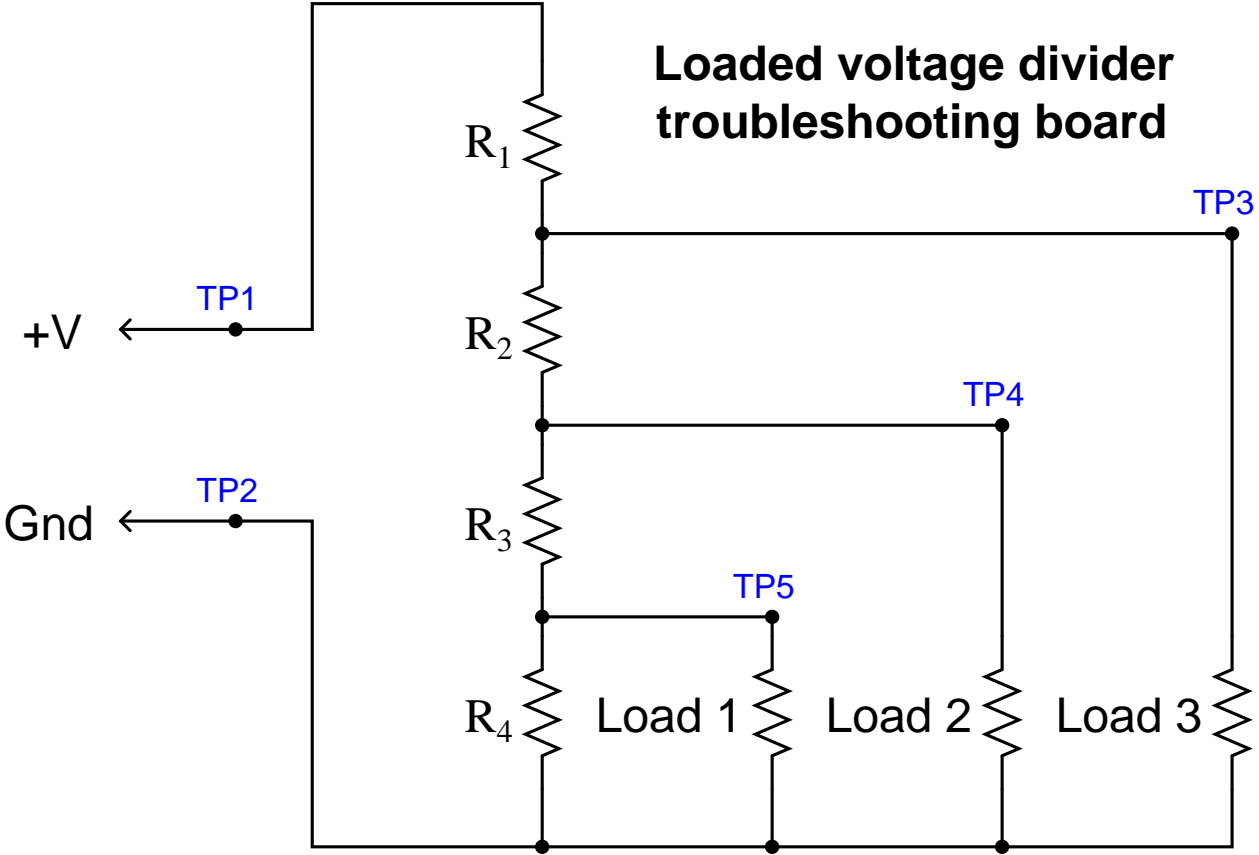 Loaded voltage divider
troubleshooting board
R1
TP3
TP1
+V
R2
TP4
TP2
Gnd
R3
TP5
R4
Load 1
Load 2
Load 3